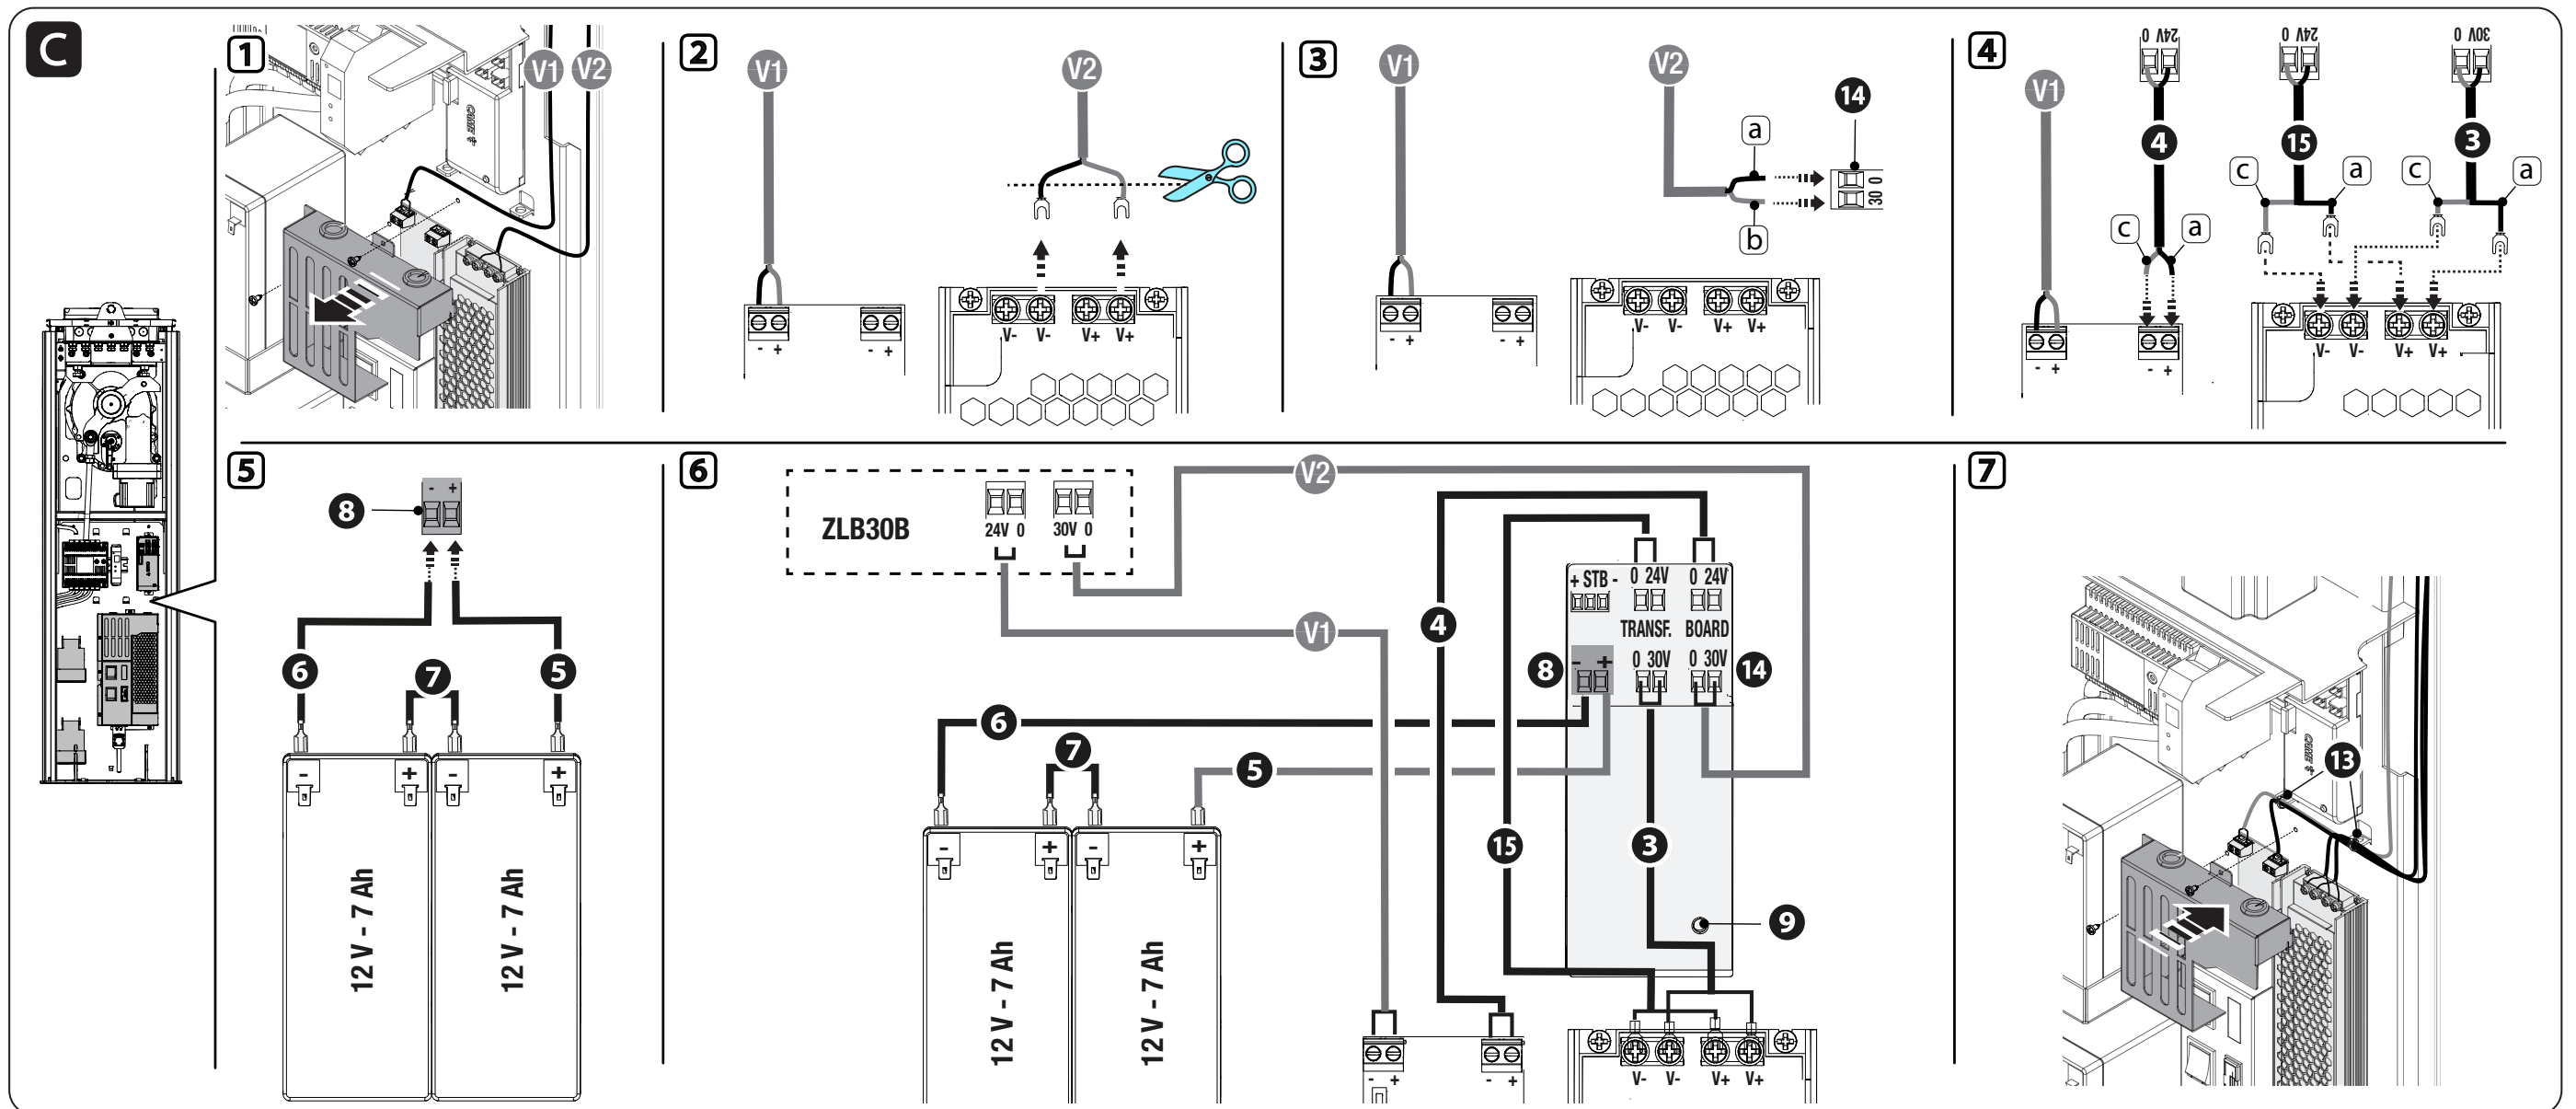 C
1
V1 V2
CAME
2
V1
V2
- +
- +
V- V- V+ V+
3
V1
V2
14
a
b
30 0
- +
- +
V- V- V+ V+
4
V1
0 24V
0 24V
0 30V
4
15
3
c a
c a
c a
- +
- +
V- V- V+ V+
5
8
- +
6
7
5
- + - +
12 V - 7 Ah
12 V - 7 Ah
6
V2
ZLB30B
24V 0
30V 0
V1
4
+ STB - 0 24V 0 24V
TRANSF. BOARD
8
- + 0 30V 0 30V
14
6
7
5
15
3
9
- + - +
12 V - 7 Ah
12 V - 7 Ah
- +
- +
V- V- V+ V+
7
CAME
13